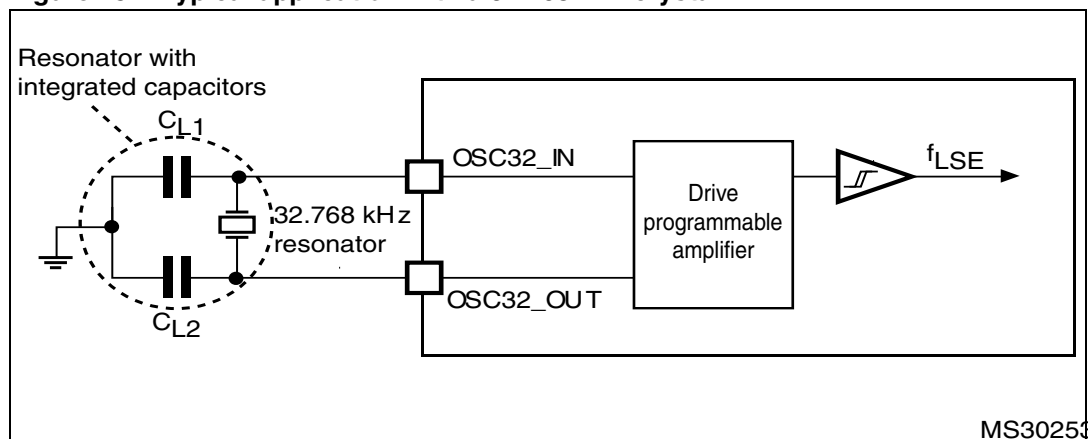 Resonator with
integrated capacitors
CL1
OSC32_IN
fLSE
Drive
programmable
amplifier
32.768 kHz
resonator
OSC32_OUT
CL2